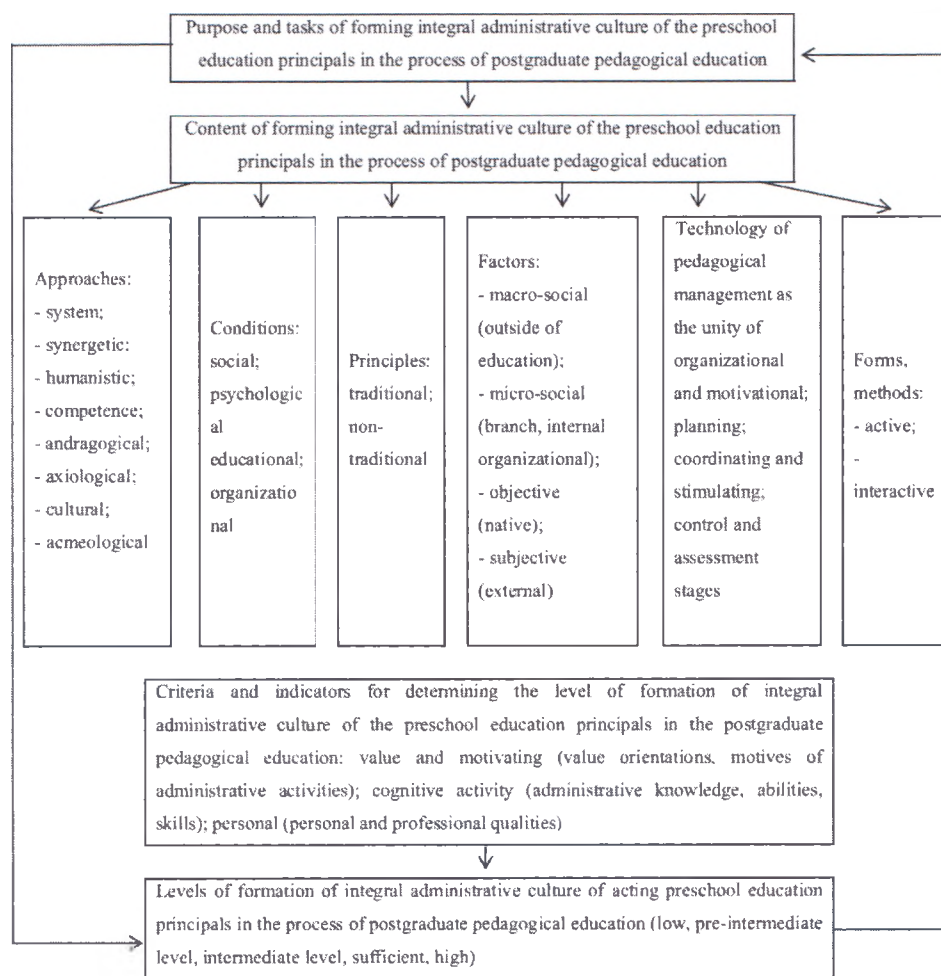 Purpose and tasks of forming integral administrative culture of the preschool
education principals in the process of postgraduate pedagogical education
Content of forming integral administrative culture of the preschool education
principals in the process of postgraduate pedagogical education
Approaches:
- system;
- synergetic:
- humanistic;
- competence;
- andragogical;
- axiological;
- cultural;
- acmeological
Conditions:
social;
psychologic
al
educational;
organizatio
nal
Principles:
traditional;
non-
traditional
Factors:
- macro-social
(outside of
education);
- micro-social
(branch, internal
organizational);
- objective
(native);
- subjective
(external)
Technology of
pedagogical
management as
the unity of
organizational
and motivational;
planning;
coordinating and
stimulating;
control and
assessment
stages
Forms,
methods:
- active;
-
interactive
Criteria and indicators for determining the level of formation of integral
administrative culture of the preschool education principals in the postgraduate
pedagogical education: value and motivating (value orientations, motives of
administrative activities); cognitive activity (administrative knowledge, abilities,
skills); personal (personal and professional qualities)
Levels of formation of integral administrative culture of acting preschool education
principals in the process of postgraduate pedagogical education (low, pre-intermediate
level, intermediate level, sufficient, high)